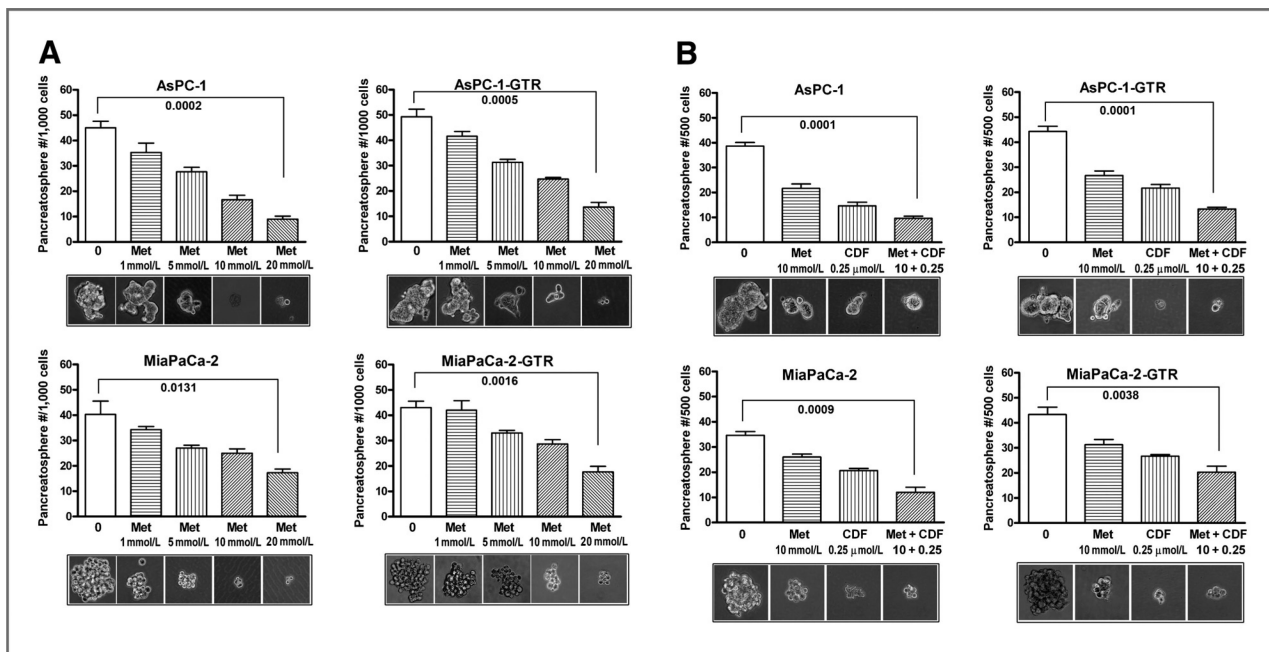 A
AsPC-1
0.0002
Pancreatosphere #/1,000 cells
60
50
40
30
20
10
0
0 Met Met Met Met
1 mmol/L 5 mmol/L 10 mmol/L 20 mmol/L
AsPC-1-GTR
0.0005
Pancreatosphere #/1000 cells
60
50
40
30
20
10
0
0 Met Met Met Met
1 mmol/L 5 mmol/L 10 mmol/L 20 mmol/L
MiaPaCa-2
0.0131
Pancreatosphere #/1,000 cells
60
50
40
30
20
10
0
0 Met Met Met Met
1 mmol/L 5 mmol/L 10 mmol/L 20 mmol/L
MiaPaCa-2-GTR
0.0016
Pancreatosphere #/1000 cells
60
50
40
30
20
10
0
0 Met Met Met Met
1 mmol/L 5 mmol/L 10 mmol/L 20 mmol/L
B
AsPC-1
0.0001
Pancreatosphere #/500 cells
60
50
40
30
20
10
0
0 Met CDF Met + CDF
10 mmol/L 0.25 μmol/L 10 + 0.25
AsPC-1-GTR
0.0001
Pancreatosphere #/500 cells
60
50
40
30
20
10
0
0 Met CDF Met + CDF
10 mmol/L 0.25 μmol/L 10 + 0.25
MiaPaCa-2
0.0009
Pancreatosphere #/500 cells
60
50
40
30
20
10
0
0 Met CDF Met + CDF
10 mmol/L 0.25 μmol/L 10 + 0.25
MiaPaCa-2-GTR
0.0038
Pancreatosphere #/500 cells
60
50
40
30
20
10
0
0 Met CDF Met + CDF
10 mmol/L 0.25 μmol/L 10 + 0.25